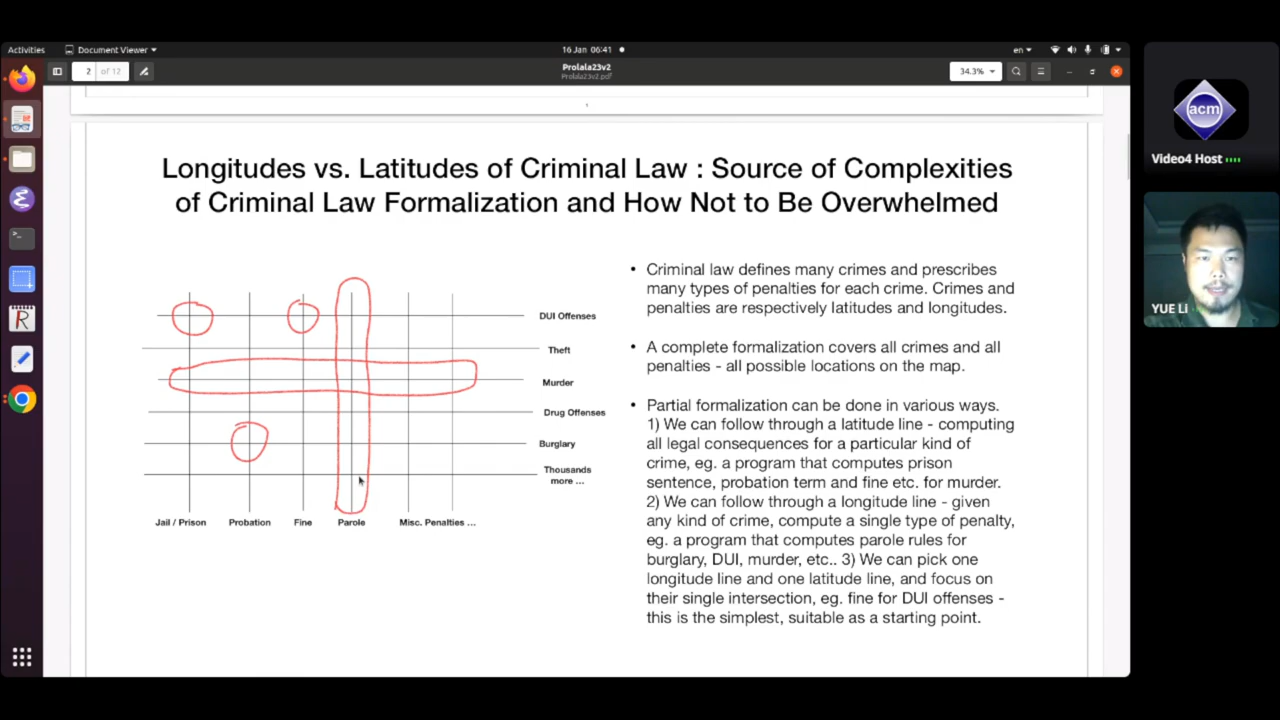 Activities
Document Viewer
16 Jan 06:41
en
2
of 12
Prolala23v2
Prolala23v2.pdf
34.3%
Longitudes vs. Latitudes of Criminal Law : Source of Complexities
of Criminal Law Formalization and How Not to Be Overwhelmed
DUI Offenses
Theft
Murder
Drug Offenses
Burglary
Thousands
more ...
Jail / Prison
Probation
Fine
Parole
Misc. Penalties ...
• Criminal law defines many crimes and prescribes
many types of penalties for each crime. Crimes and
penalties are respectively latitudes and longitudes.
• A complete formalization covers all crimes and all
penalties - all possible locations on the map.
• Partial formalization can be done in various ways.
1) We can follow through a latitude line - computing
all legal consequences for a particular kind of
crime, eg. a program that computes prison
sentence, probation term and fine etc. for murder.
2) We can follow through a longitude line - given
any kind of crime, compute a single type of penalty,
eg. a program that computes parole rules for
burglary, DUI, murder, etc.. 3) We can pick one
longitude line and one latitude line, and focus on
their single intersection, eg. fine for DUI offenses -
this is the simplest, suitable as a starting point.
acm
Video4 Host
YUE Li